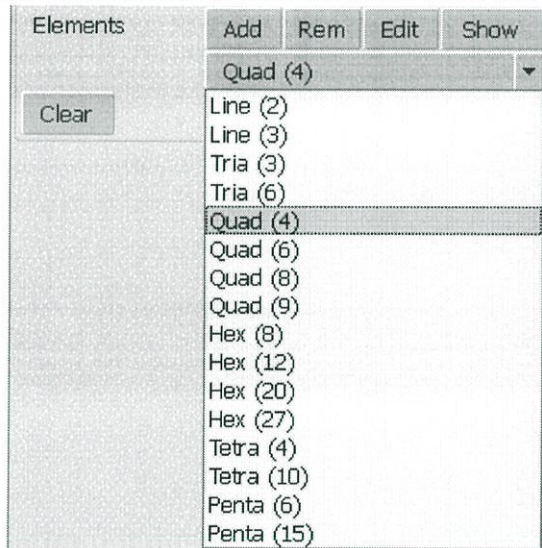 Elements Add Rem Edit Show
Quad (4)
Clear
Line (2)
Line (3)
Tria (3)
Tria (6)
Quad (4)
Quad (6)
Quad (8)
Quad (9)
Hex (8)
Hex (12)
Hex (20)
Hex (27)
Tetra (4)
Tetra (10)
Penta (6)
Penta (15)